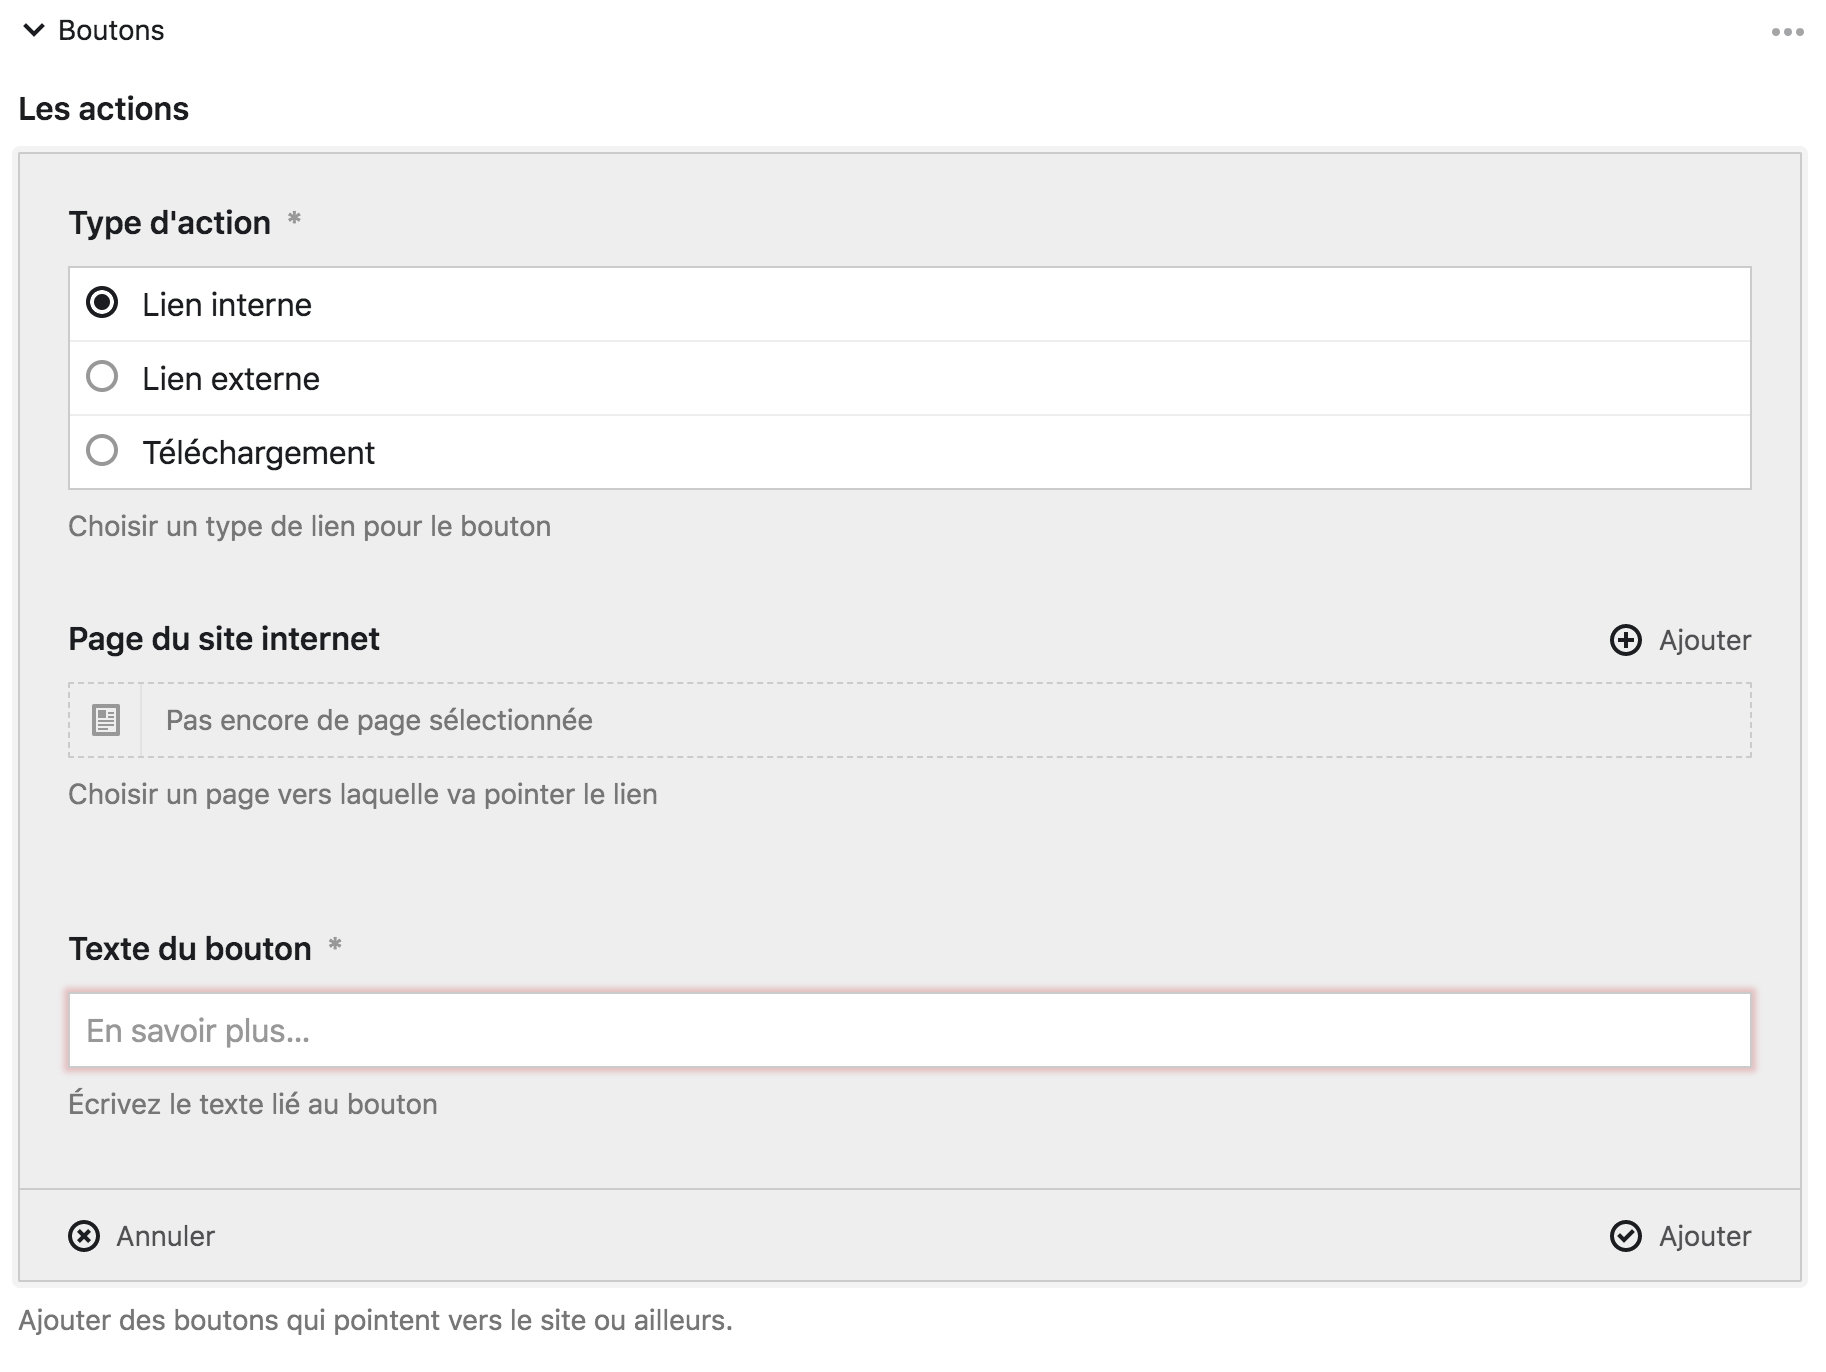 Boutons
Les actions
Type d'action *
Lien interne
Lien externe
Téléchargement
Choisir un type de lien pour le bouton
Page du site internet
Ajouter
Pas encore de page sélectionnée
Choisir un page vers laquelle va pointer le lien
Texte du bouton *
En savoir plus...
Écrivez le texte lié au bouton
Annuler
Ajouter
Ajouter des boutons qui pointent vers le site ou ailleurs.